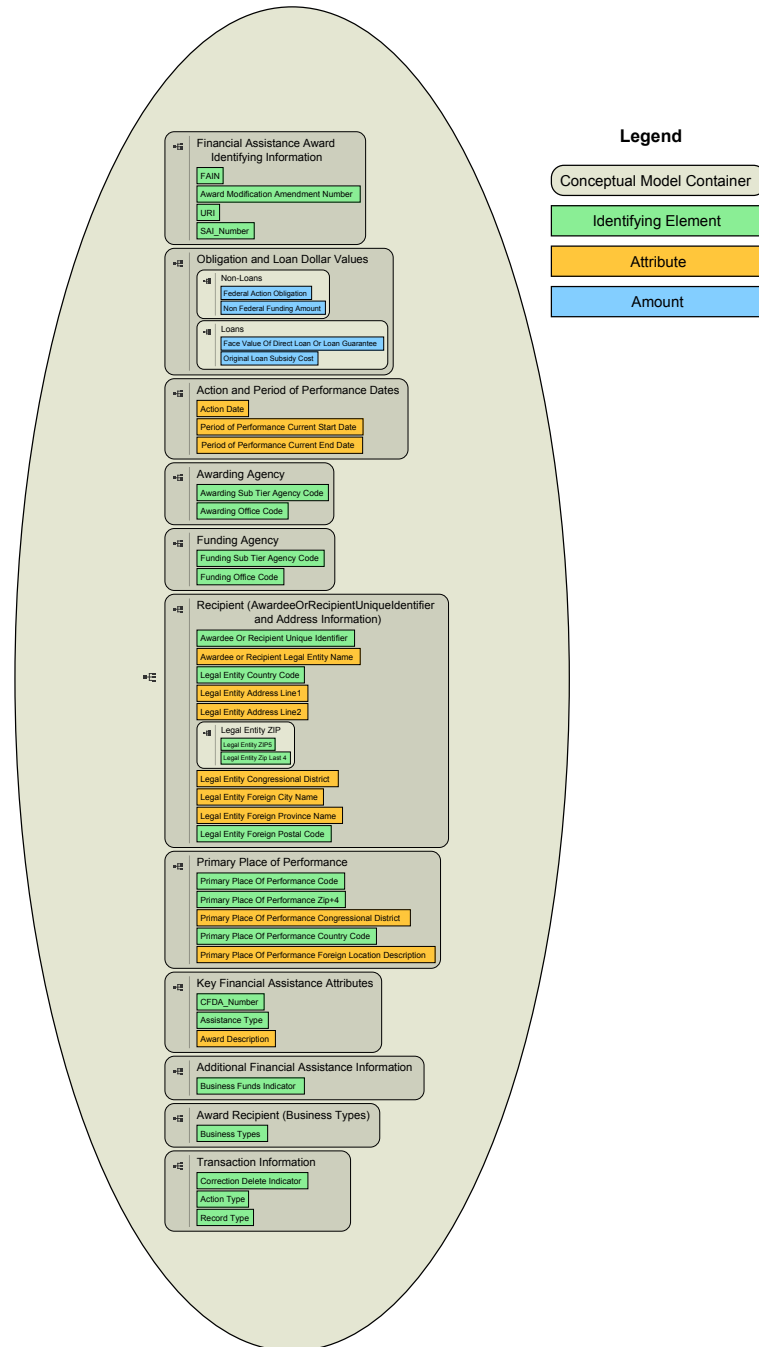 Financial Assistance Award
Identifying Information
FAIN
Award Modification Amendment Number
URI
SAI_Number
Obligation and Loan Dollar Values
Non-Loans
Federal Action Obligation
Non Federal Funding Amount
Loans
Face Value Of Direct Loan Or Loan Guarantee
Original Loan Subsidy Cost
Action and Period of Performance Dates
Action Date
Period of Performance Current Start Date
Period of Performance Current End Date
Awarding Agency
Awarding Sub Tier Agency Code
Awarding Office Code
Funding Agency
Funding Sub Tier Agency Code
Funding Office Code
Recipient (AwardeeOrRecipientUniqueIdentifier
and Address Information)
Awardee Or Recipient Unique Identifier
Awardee or Recipient Legal Entity Name
Legal Entity Country Code
Legal Entity Address Line1
Legal Entity Address Line2
Legal Entity ZIP
Legal Entity ZIP5
Legal Entity Zip Last 4
Legal Entity Congressional District
Legal Entity Foreign City Name
Legal Entity Foreign Province Name
Legal Entity Foreign Postal Code
Primary Place of Performance
Primary Place Of Performance Code
Primary Place Of Performance Zip+4
Primary Place Of Performance Congressional District
Primary Place Of Performance Country Code
Primary Place Of Performance Foreign Location Description
Key Financial Assistance Attributes
CFDA_Number
Assistance Type
Award Description
Additional Financial Assistance Information
Business Funds Indicator
Award Recipient (Business Types)
Business Types
Transaction Information
Correction Delete Indicator
Action Type
Record Type
Legend
Conceptual Model Container
Identifying Element
Attribute
Amount